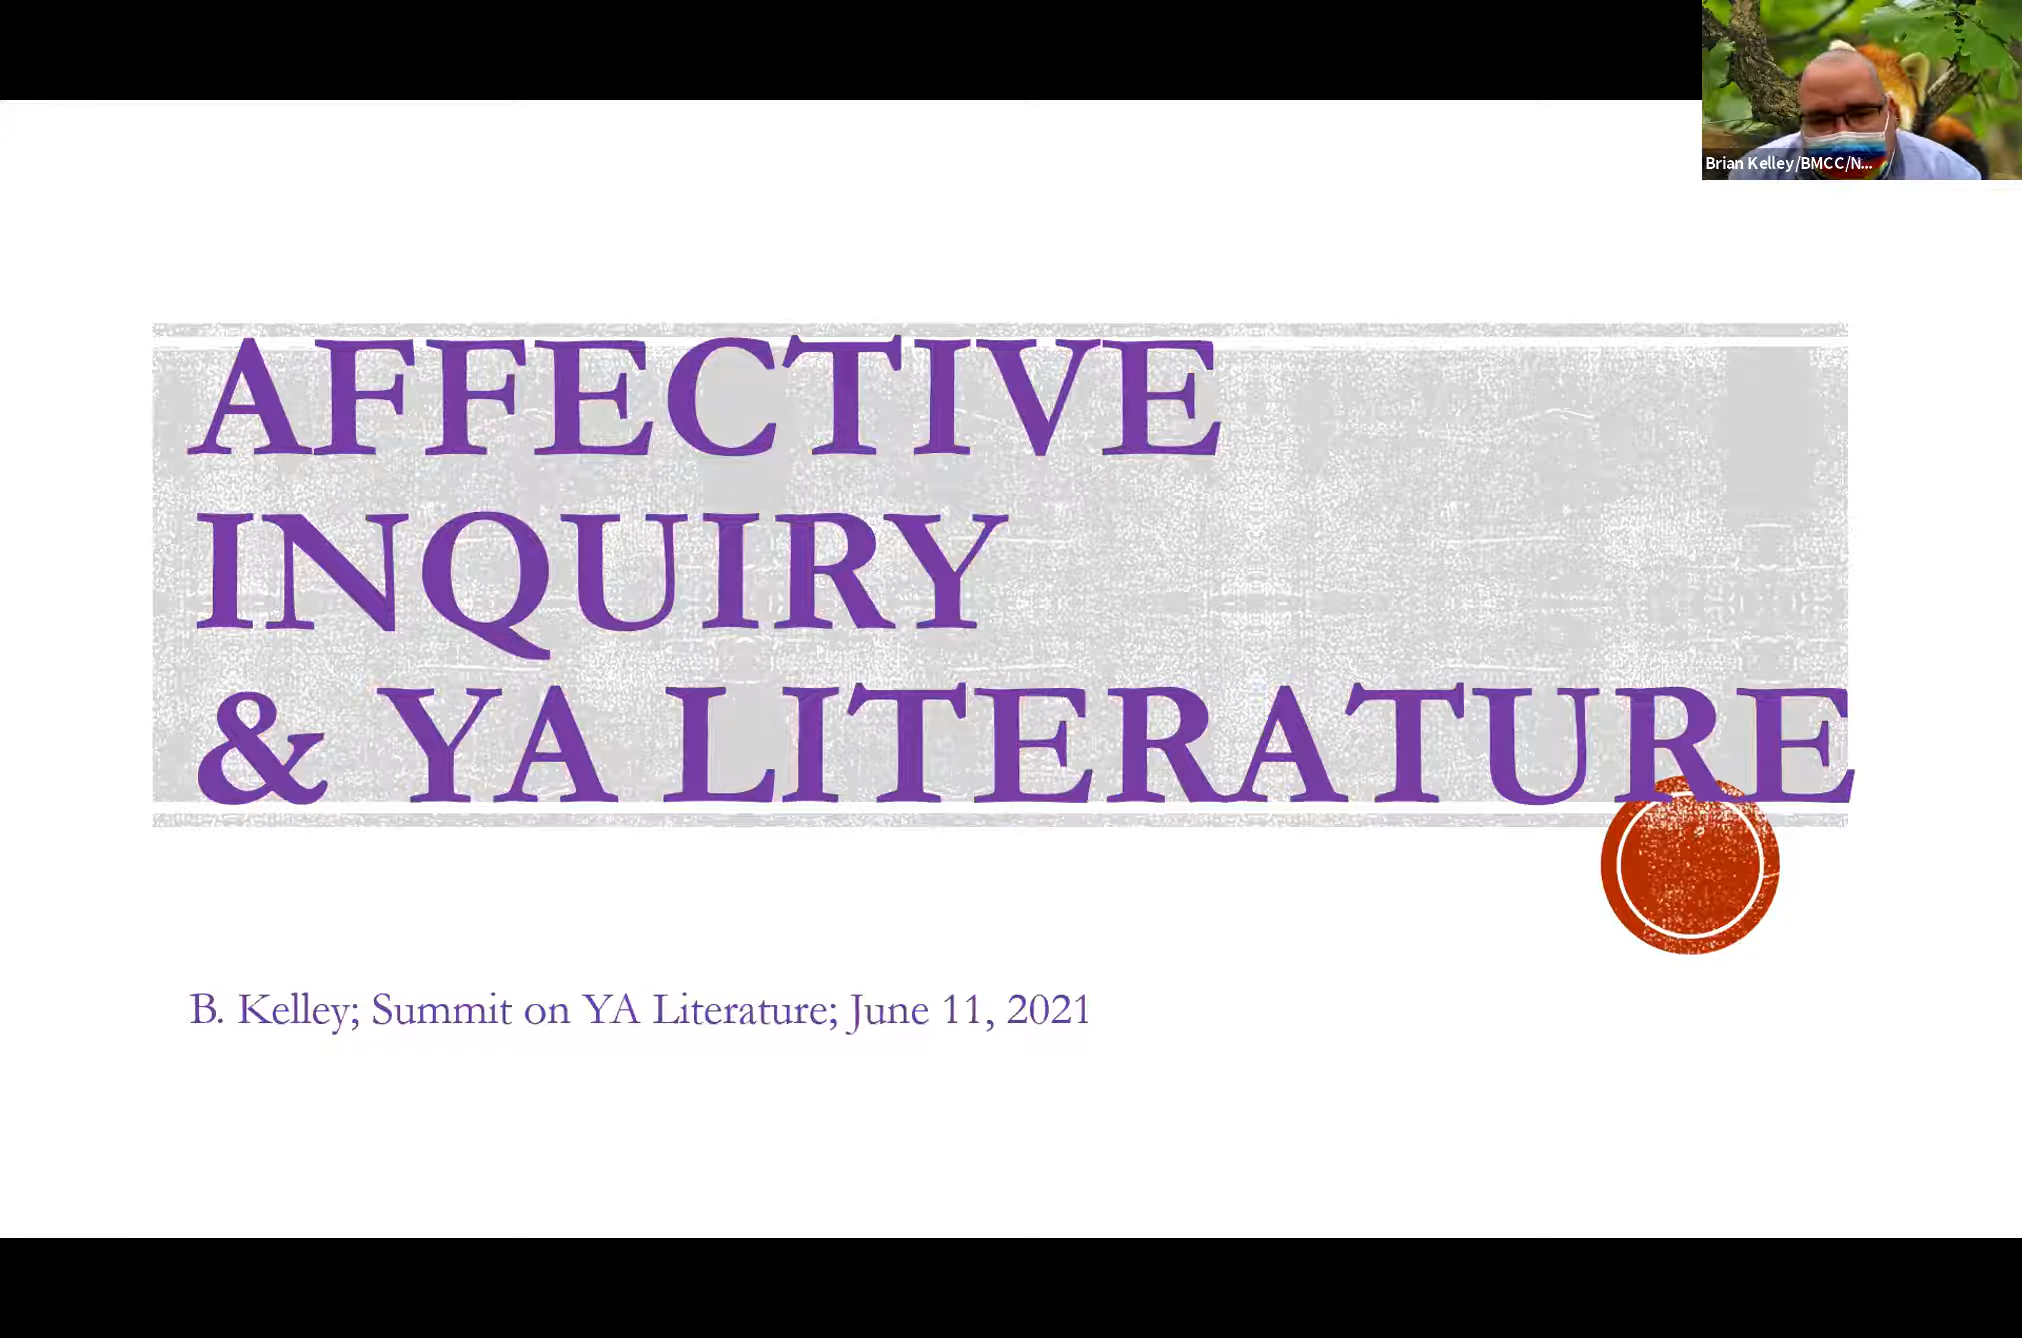 Brian Kelley/BMCC/N...
AFFECTIVE
INQUIRY
& YA LITERATURE
B. Kelley; Summit on YA Literature; June 11, 2021